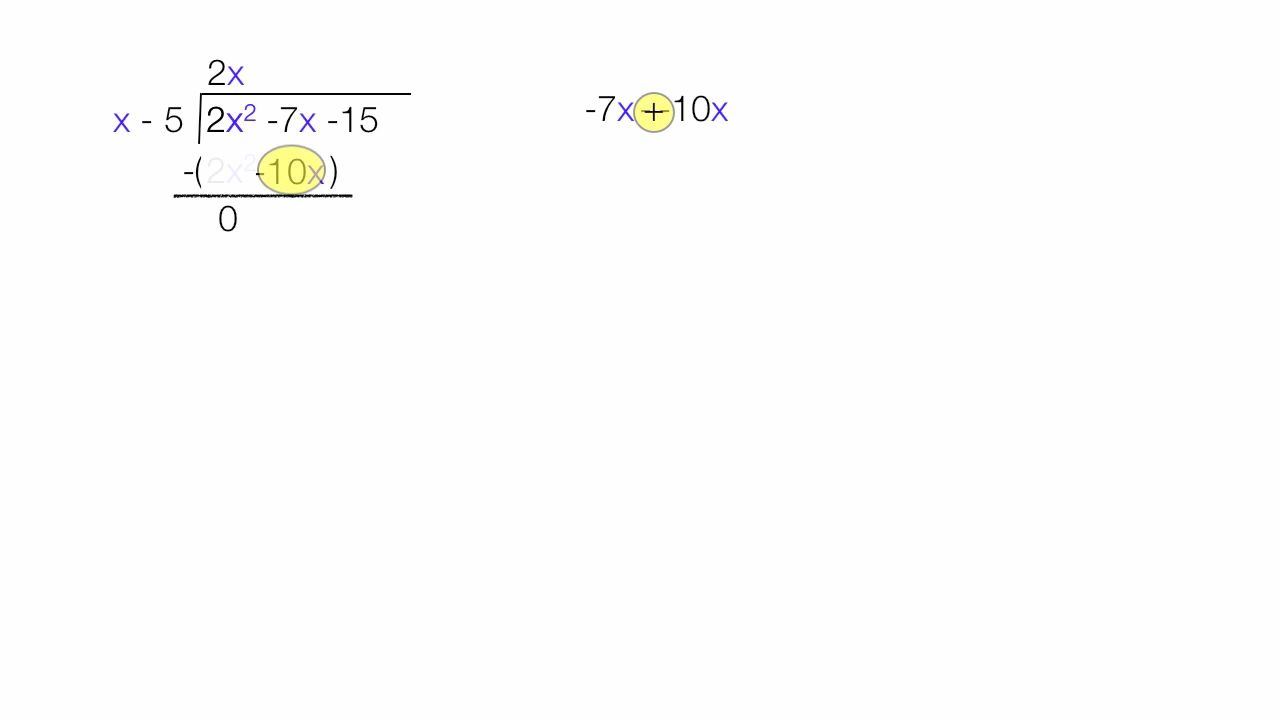 2x
x - 5 2x² -7x -15
-(2x² -10x)
0
-7x + 10x